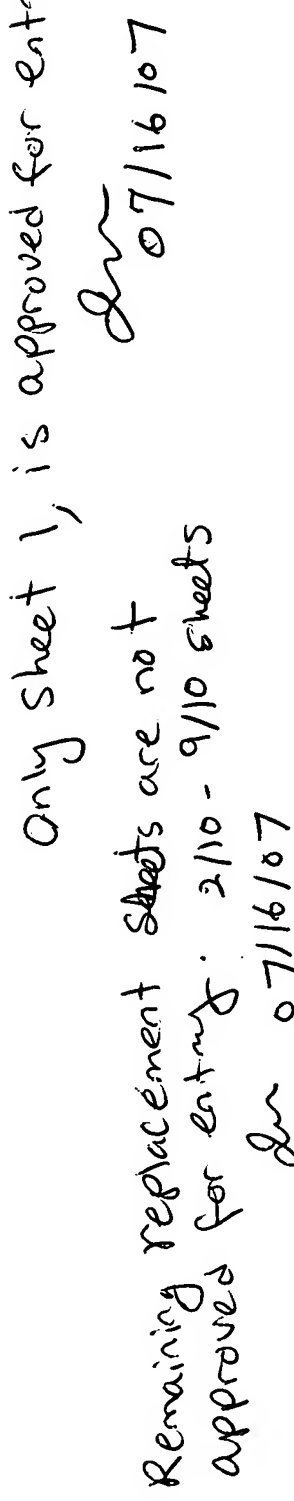 Only Sheet 1, is approved for ent
07/16/07
Remaining replacement sheets are not
approved for entry. 2/10 - 9/10 sheets
07/16/07